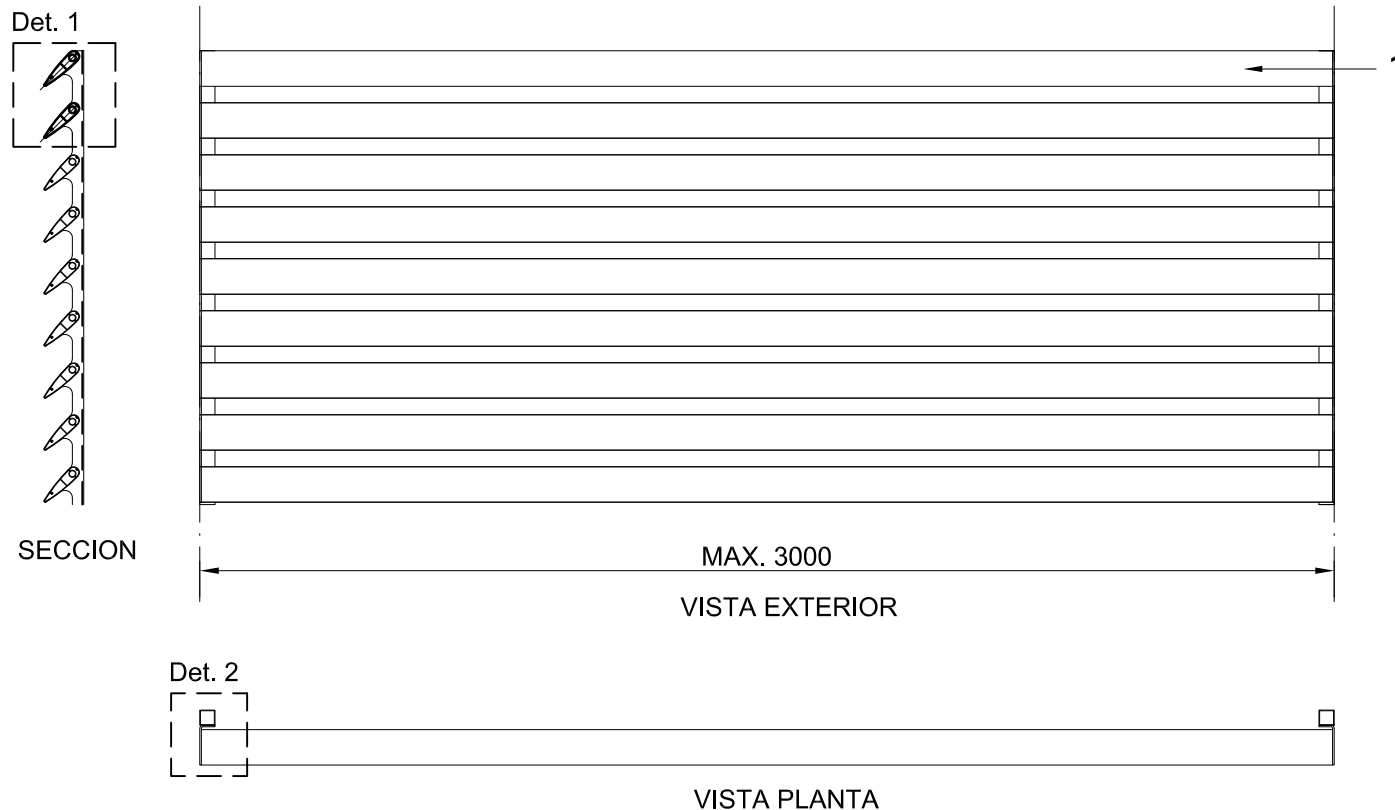 Det. 1
1
SECCION
MAX. 3000
VISTA EXTERIOR
Det. 2
VISTA PLANTA